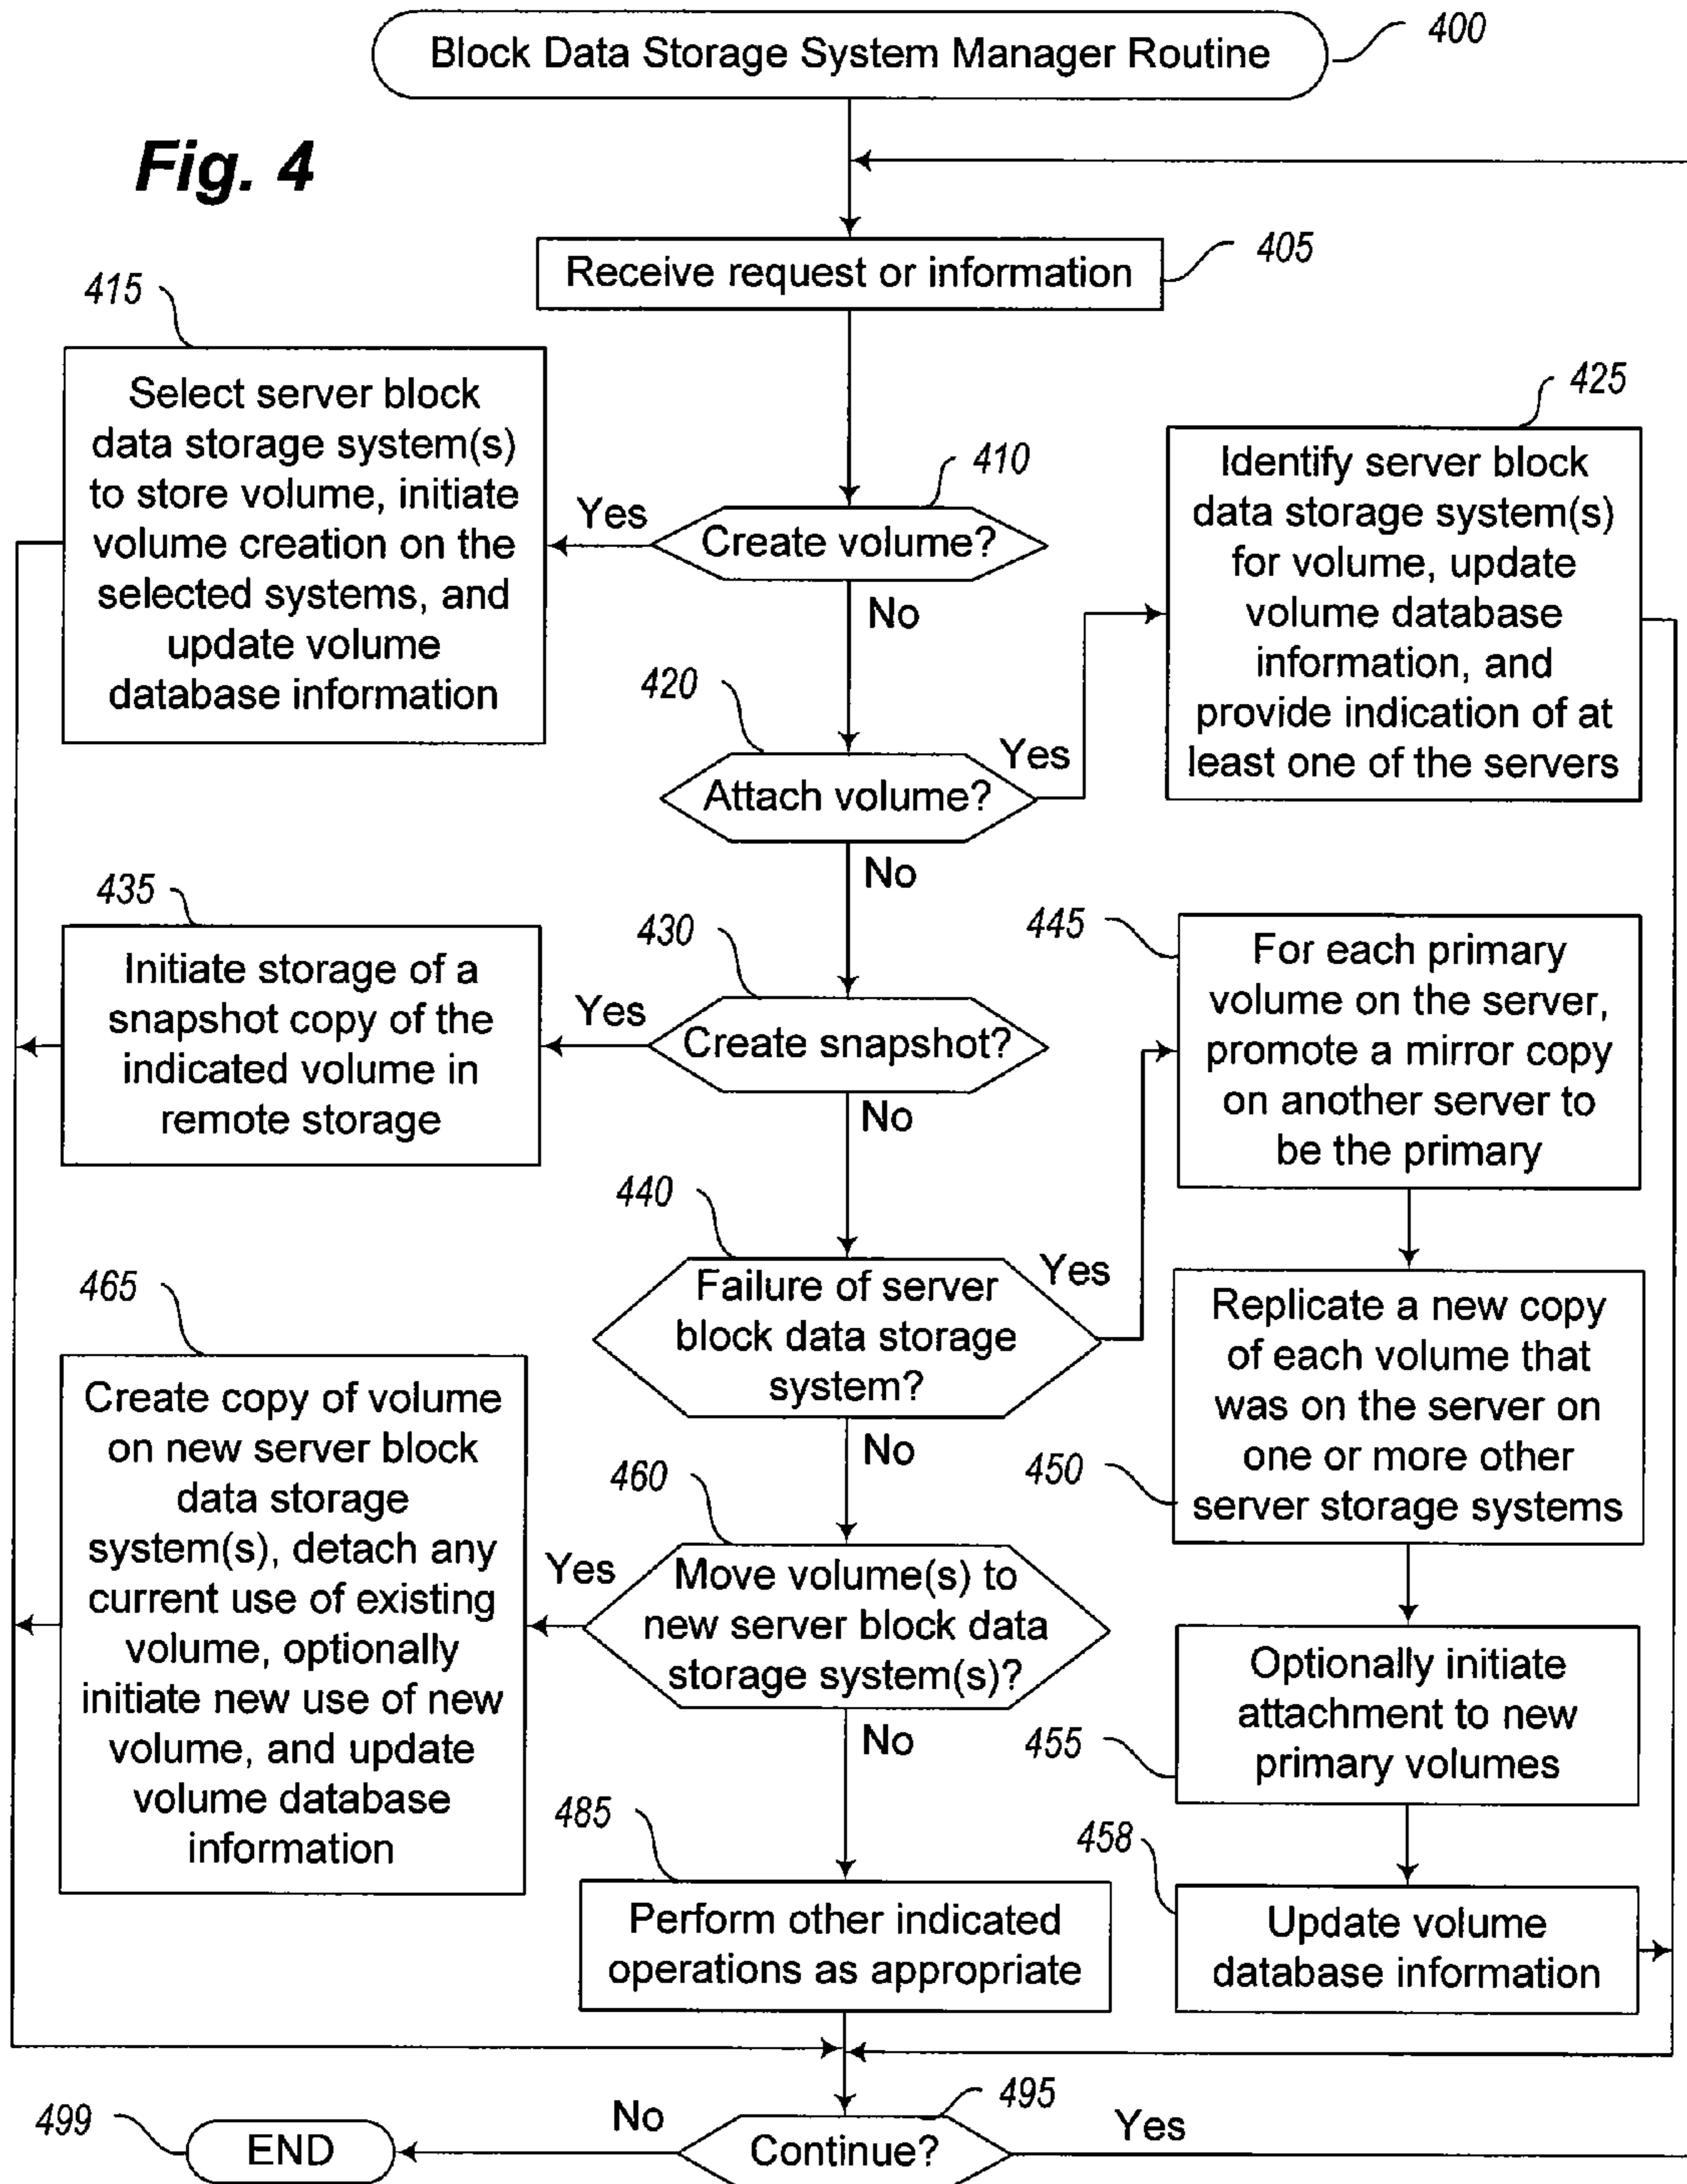 Block Data Storage System Manager Routine
400
Fig. 4
Receive request or information
405
415
Select server block
data storage system(s)
to store volume, initiate
volume creation on the
selected systems, and
update volume
database information
Yes
410
Create volume?
No
425
Identify server block
data storage system(s)
for volume, update
volume database
information, and
provide indication of at
least one of the servers
420
Attach volume?
Yes
No
435
Initiate storage of a
snapshot copy of the
indicated volume in
remote storage
Yes
430
Create snapshot?
No
445
For each primary
volume on the server,
promote a mirror copy
on another server to
be the primary
440
Failure of server
block data storage
system?
Yes
No
450
Replicate a new copy
of each volume that
was on the server on
one or more other
server storage systems
465
Create copy of volume
on new server block
data storage
system(s), detach any
current use of existing
volume, optionally
initiate new use of new
volume, and update
volume database
information
Yes
460
Move volume(s) to
new server block data
storage system(s)?
No
455
Optionally initiate
attachment to new
primary volumes
485
Perform other indicated
operations as appropriate
458
Update volume
database information
499
END
No
495
Continue?
Yes